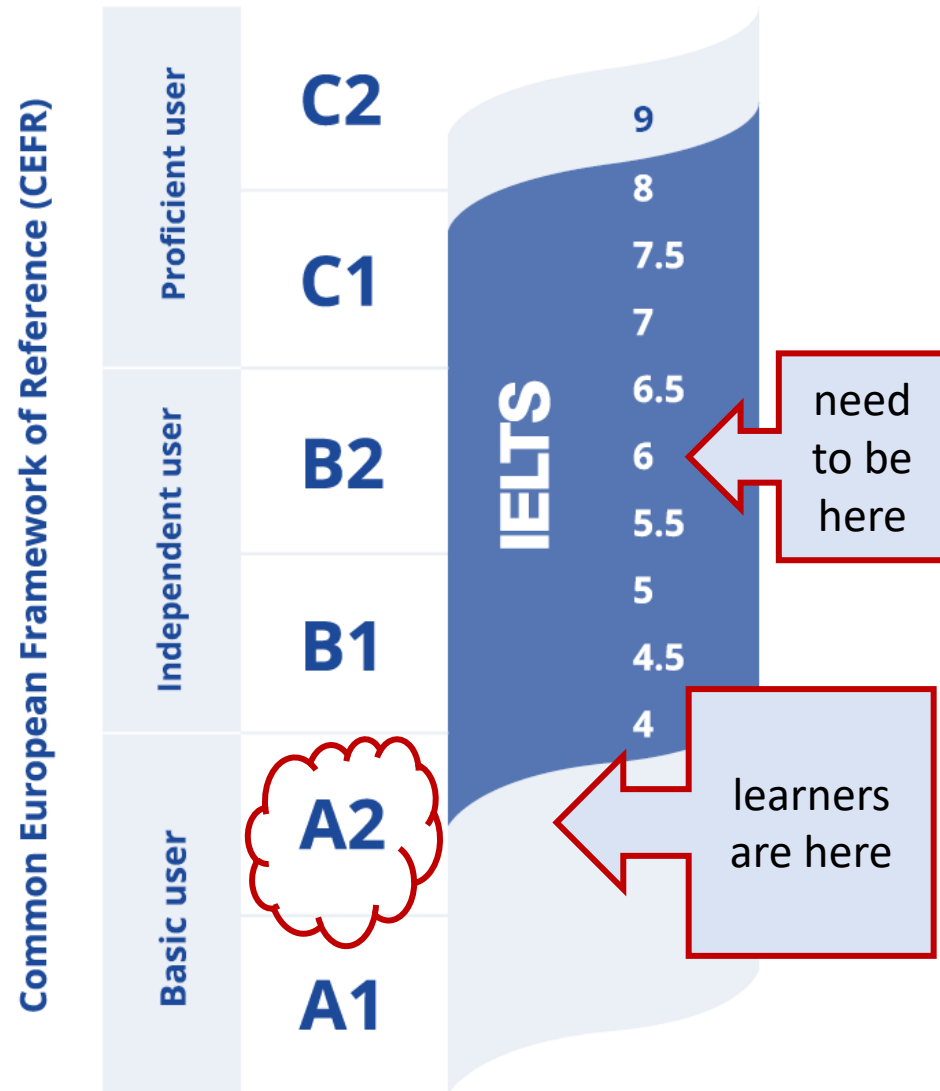 Common European Framework of Reference (CEFR)
Proficient user
Independent user
Basic user
C2
C1
B2
B1
A2
A1
IELTS
9
8
7.5
7
6.5
6
5.5
5
4.5
4
need
to be
here
learners
are here